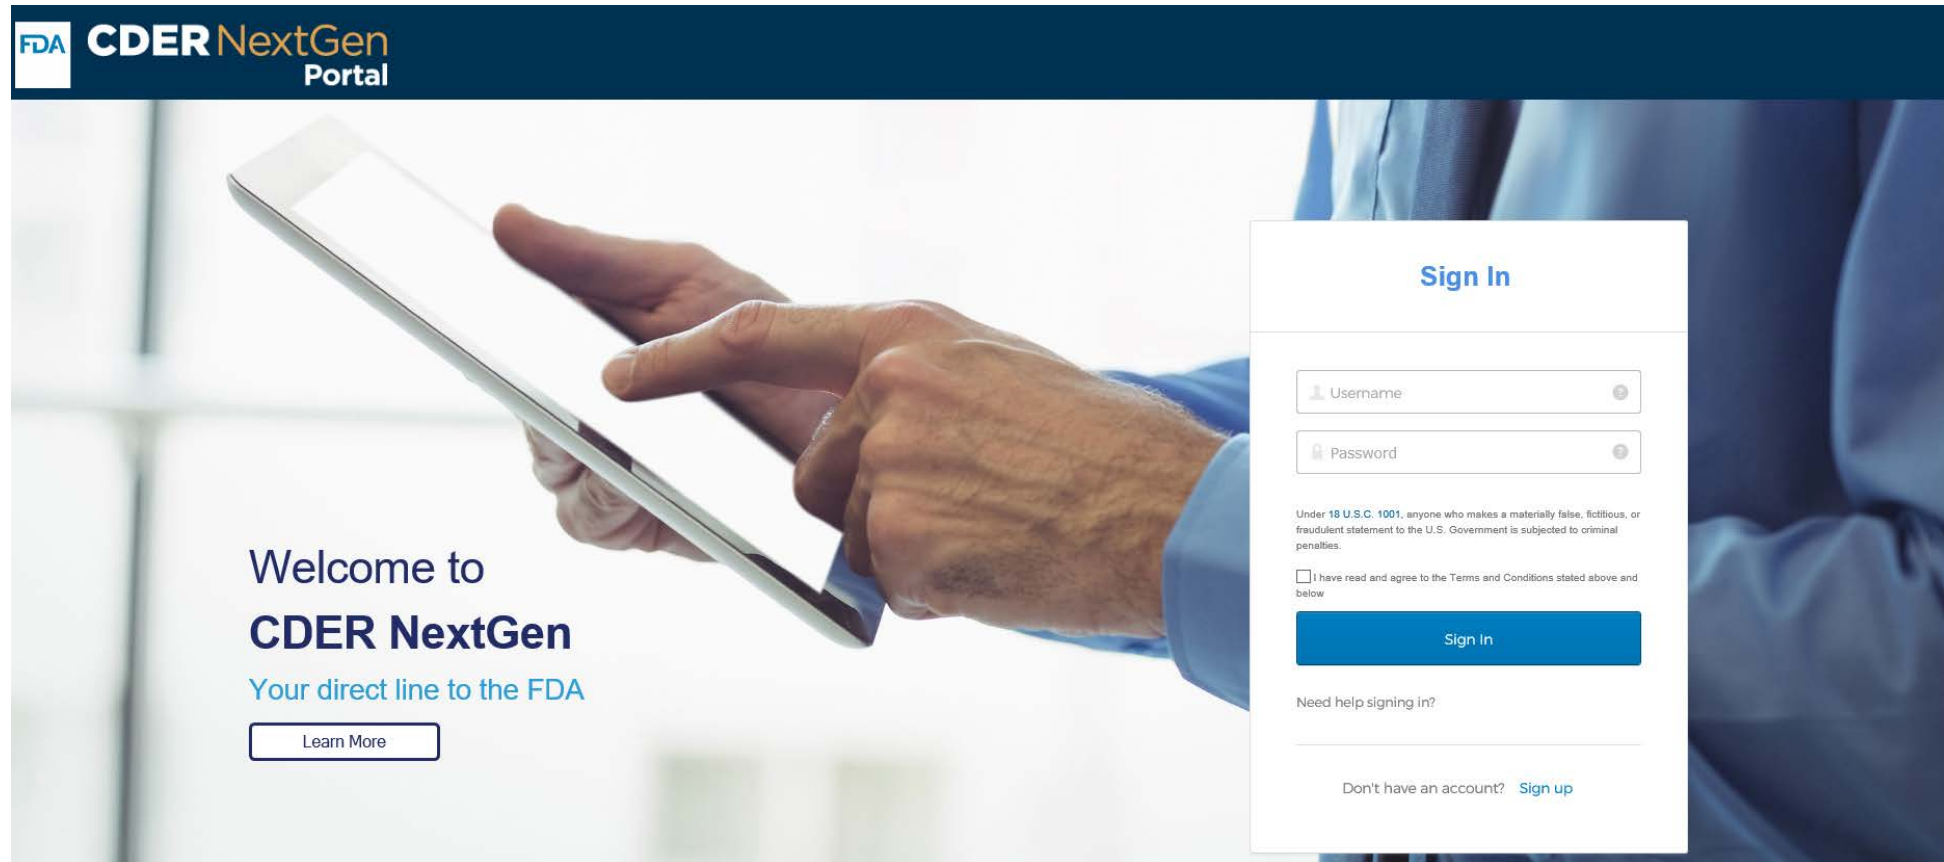 FDA CDER NextGen
Portal
Sign In
Username
Password
Under 18 U.S.C. 1001, anyone who makes a materially false, fictitious, or
fraudulent statement to the U.S. Government is subjected to criminal
penalties.
I have read and agree to the Terms and Conditions stated above and
below
Sign In
Need help signing in?
Don't have an account? Sign up
Welcome to
CDER NextGen
Your direct line to the FDA
Learn More